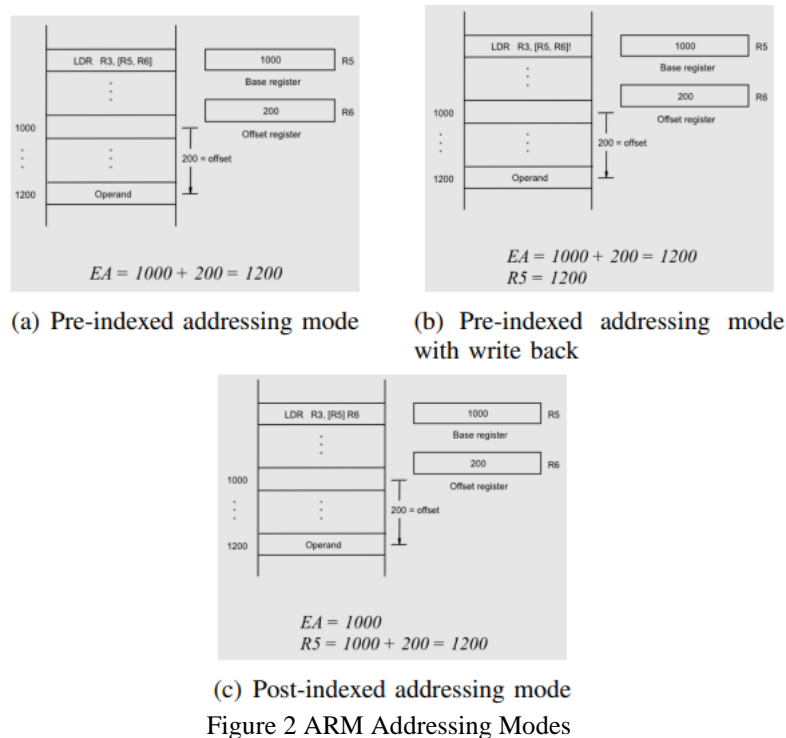 LDR R3, [R5, R6]
1000 R5
Base register
200 R6
Offset register
1000
200 = offset
1200 Operand
EA = 1000 + 200 = 1200
(a) Pre-indexed addressing mode
LDR R3, [R5, R6]!
1000 R5
Base register
200 R6
Offset register
1000
200 = offset
1200 Operand
EA = 1000 + 200 = 1200
R5 = 1200
(b) Pre-indexed addressing mode
with write back
LDR R3, [R5] R6
1000 R5
Base register
200 R6
Offset register
1000
200 = offset
1200 Operand
EA = 1000
R5 = 1000 + 200 = 1200
(c) Post-indexed addressing mode
Figure 2 ARM Addressing Modes